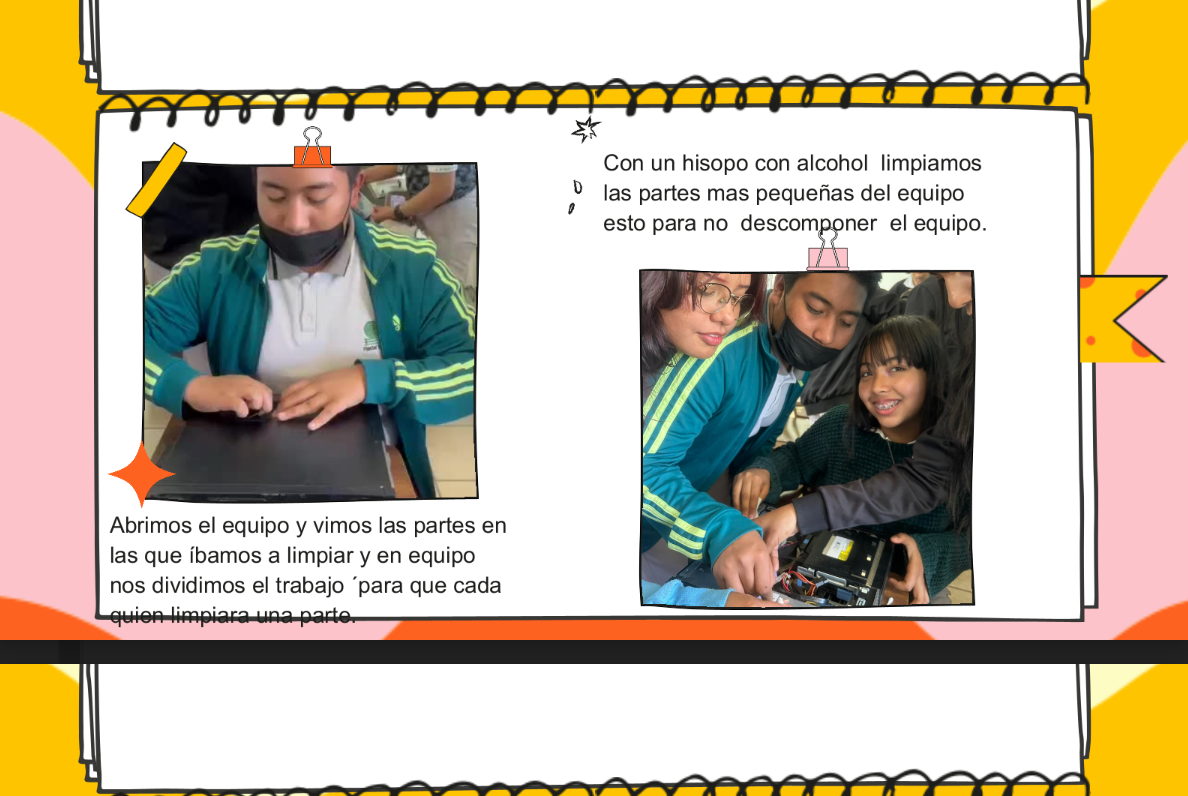 Con un hisopo con alcohol  limpiamos
las partes mas pequeñas del equipo
esto para no  descomponer  el equipo.
Abrimos el equipo y vimos las partes en
las que íbamos a limpiar y en equipo
nos dividimos el trabajo ´para que cada
quien limpiara una parte.